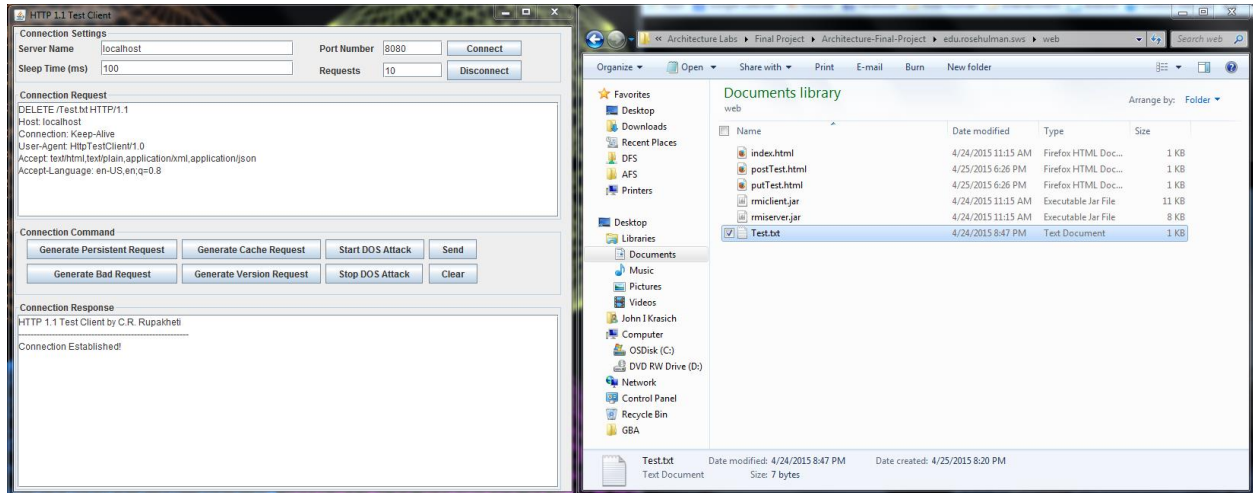 HTTP 1.1 Test Client
Connection Settings
Server Name localhost Port Number 8080 Connect
Sleep Time (ms) 100 Requests 10 Disconnect
Connection Request
DELETE /Test.txt HTTP/1.1
Host: localhost
Connection: Keep-Alive
User-Agent: HttpTestClient/1.0
Accept: text/html,text/plain,application/xml,application/json
Accept-Language: en-US,en;q=0.8
Connection Command
Generate Persistent Request Generate Cache Request Start DOS Attack Send
Generate Bad Request Generate Version Request Stop DOS Attack Clear
Connection Response
HTTP 1.1 Test Client by C.R. Rupakheti
------------------------------------------------------------
Connection Established!
« Architecture Labs Final Project Architecture-Final-Project edu.rosehulman.sws web Search web
Organize Open Share with Print E-mail Burn New folder
Favorites
Desktop
Downloads
Recent Places
DFS
AFS
Printers
Desktop
Libraries
Documents
Music
Pictures
Videos
John I Krasich
Computer
OSDisk (C:)
DVD RW Drive (D:)
Network
Control Panel
Recycle Bin
GBA
Documents library
web
Arrange by: Folder
Name Date modified Type Size
index.html 4/24/2015 11:15 AM Firefox HTML Doc... 1 KB
postTest.html 4/25/2015 6:26 PM Firefox HTML Doc... 1 KB
putTest.html 4/25/2015 6:26 PM Firefox HTML Doc... 1 KB
rmiclient.jar 4/24/2015 11:15 AM Executable Jar File 11 KB
rmiserver.jar 4/24/2015 11:15 AM Executable Jar File 8 KB
Test.txt 4/24/2015 8:47 PM Text Document 1 KB
Test.txt Date modified: 4/24/2015 8:47 PM Date created: 4/25/2015 8:20 PM
Text Document Size: 7 bytes